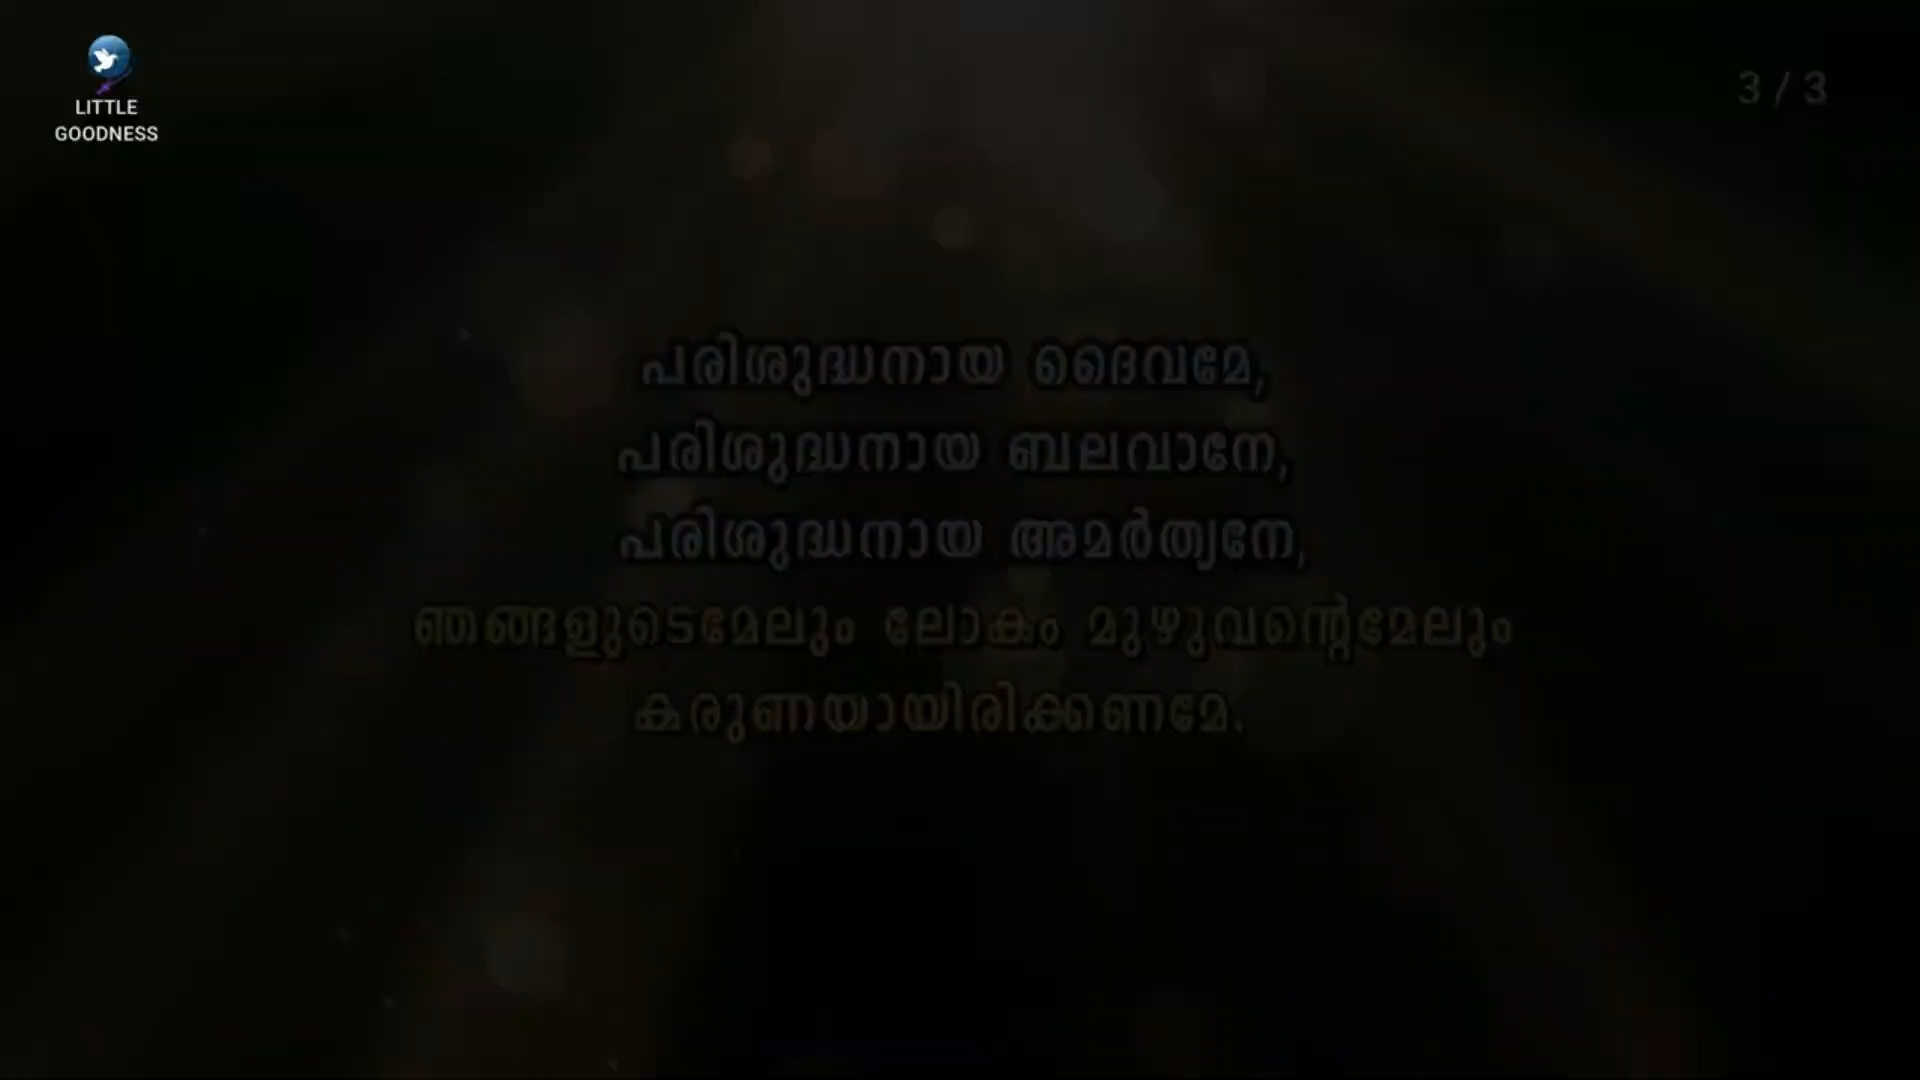 LITTLE
GOODNESS
3 / 3
പരിശുദ്ധനായ ദൈവമേ,
പരിശുദ്ധനായ ബലവാനേ,
പരിശുദ്ധനായ അമർത്യനേ,
ഞങ്ങളുടെമേലും ലോകം മുഴുവന്റെമേലും
കരുണയായിരിക്കണമേ.